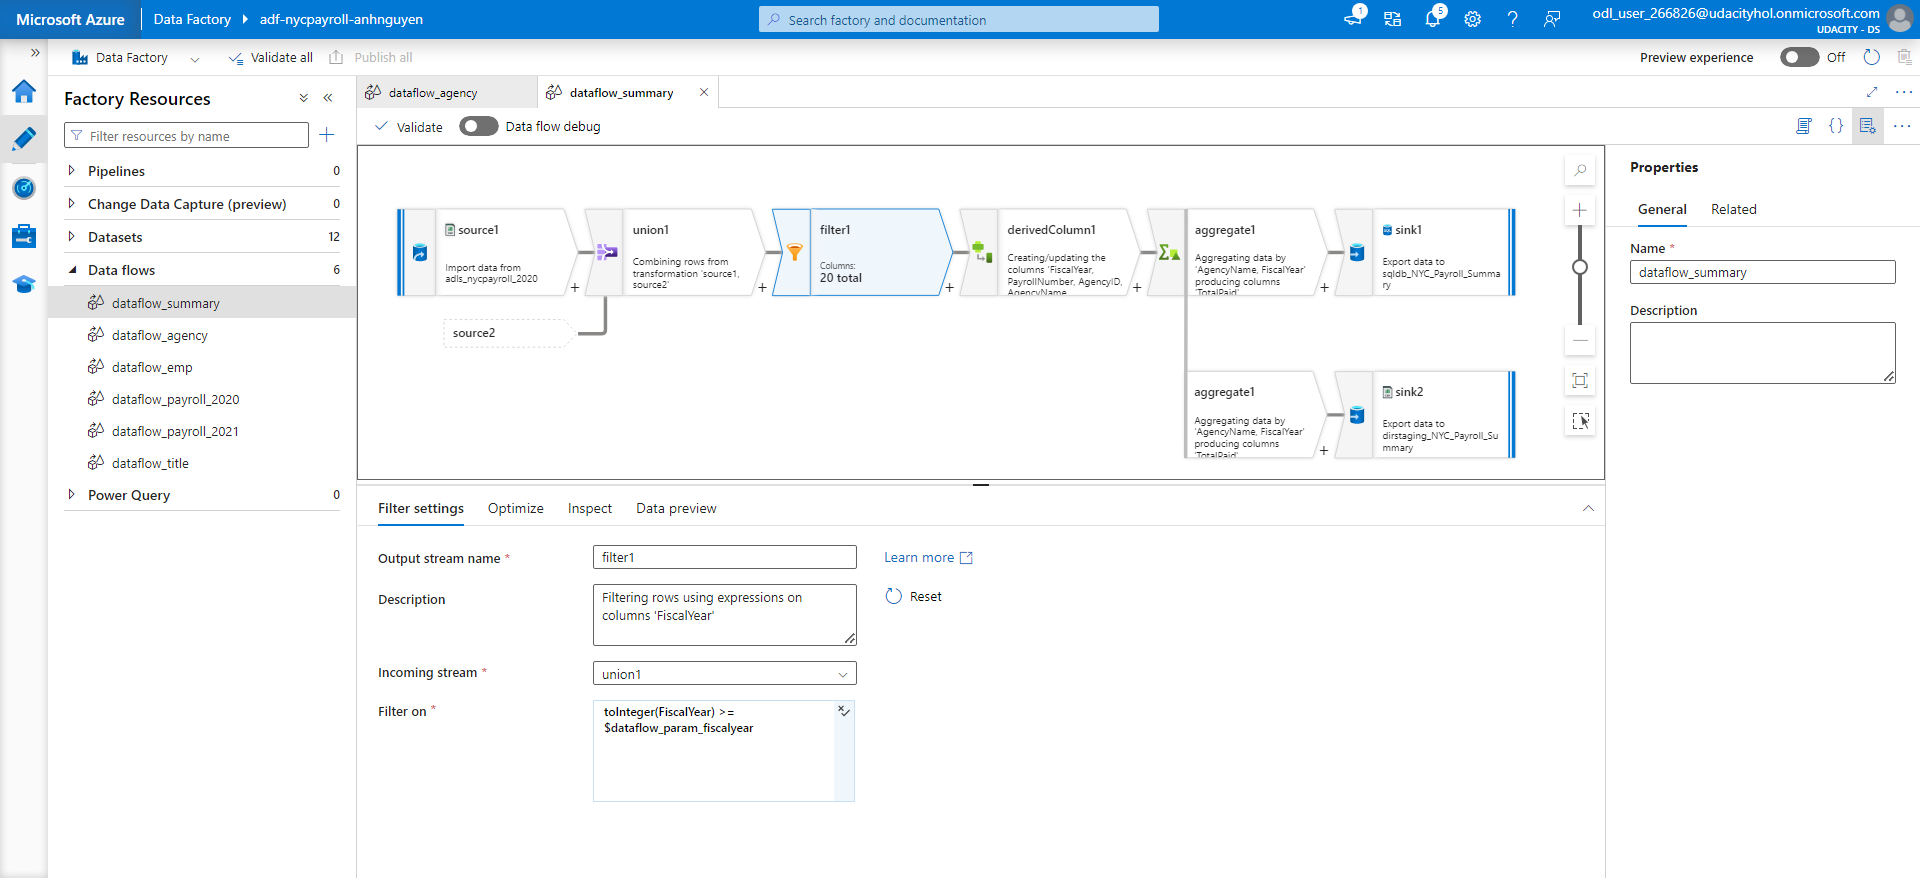 Microsoft Azure
Data Factory
adf-nycpayroll-anhnguyen
Search factory and documentation
1
5
odl_user_266826@udacityhol.onmicrosoft.com
UDACITY - DS
Data Factory
Validate all
Publish all
Preview experience
Off
Factory Resources
Filter resources by name
Pipelines 0
Change Data Capture (preview) 0
Datasets 12
Data flows 6
dataflow_summary
dataflow_agency
dataflow_emp
dataflow_payroll_2020
dataflow_payroll_2021
dataflow_title
Power Query 0
dataflow_agency
dataflow_summary
Validate
Data flow debug
source1
Import data from
adls_nycpayroll_2020
source2
union1
Combining rows from
transformation 'source1,
source2'
filter1
Columns:
20 total
derivedColumn1
Creating/updating the
columns 'FiscalYear,
PayrollNumber, AgencyID,
AgencyName,
aggregate1
Aggregating data by
'AgencyName, FiscalYear'
producing columns
'TotalPaid'
sink1
Export data to
sqldb_NYC_Payroll_Summa
ry
aggregate1
Aggregating data by
'AgencyName, FiscalYear'
producing columns
'TotalPaid'
sink2
Export data to
dirstaging_NYC_Payroll_Su
mmary
Filter settings
Optimize
Inspect
Data preview
Output stream name *
filter1
Learn more
Description
Filtering rows using expressions on
columns 'FiscalYear'
Reset
Incoming stream *
union1
Filter on *
toInteger(FiscalYear) >=
$dataflow_param_fiscalyear
Properties
General
Related
Name *
dataflow_summary
Description